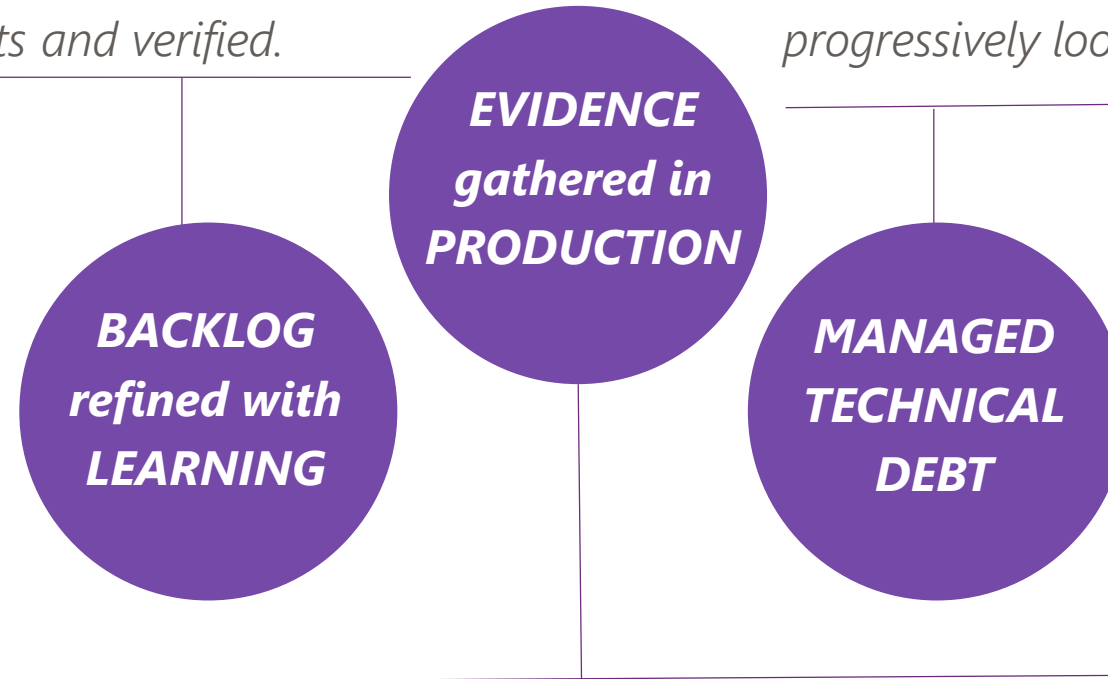 ts and verified.
progressively loo
EVIDENCE
gathered in
PRODUCTION
BACKLOG
refined with
LEARNING
MANAGED
TECHNICAL
DEBT